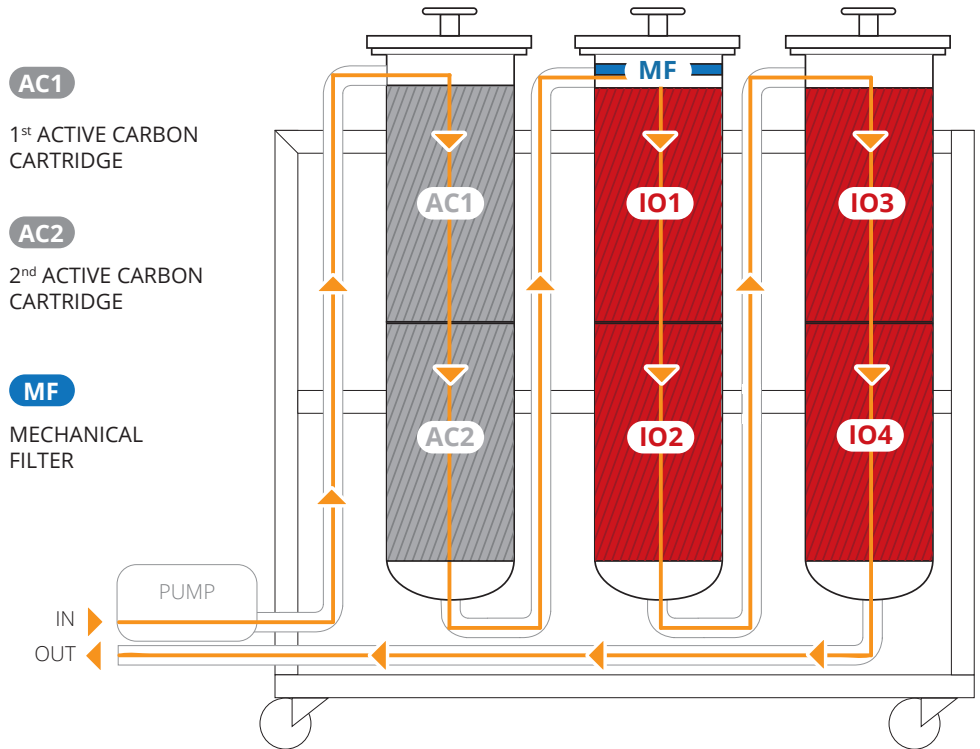 AC1
1st ACTIVE CARBON
CARTRIDGE
AC2
2nd ACTIVE CARBON
CARTRIDGE
MF
MECHANICAL
FILTER
PUMP
IN
OUT
AC1
AC2
MF
IO1
IO2
IO3
IO4